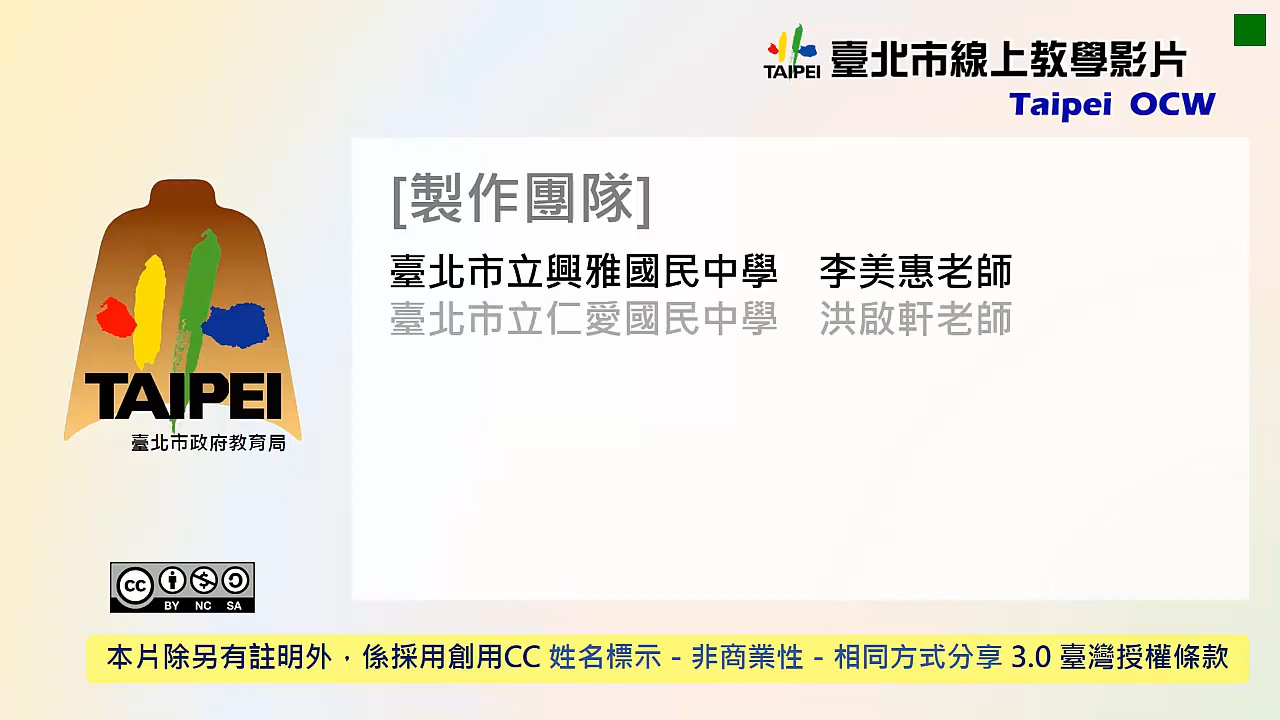 TAIPEI 臺北市線上教學影片
Taipei OCW
[製作團隊]
臺北市立興雅國民中學 李美惠老師
臺北市立仁愛國民中學 洪啟軒老師
TAIPEI
臺北市政府教育局
cc BY NC SA
本片除另有註明外，係採用創用CC 姓名標示－非商業性－相同方式分享 3.0 臺灣授權條款